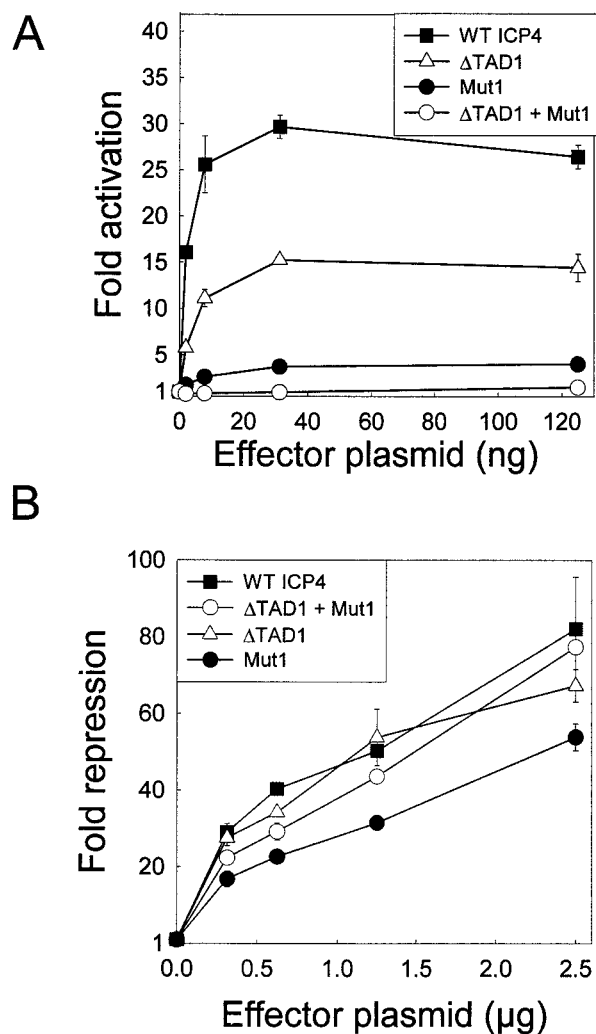 A
Fold activation
40
35
30
25
20
15
10
5
1
0 20 40 60 80 100 120
Effector plasmid (ng)
WT ICP4
ΔTAD1
Mut1
ΔTAD1 + Mut1
B
Fold repression
100
80
60
40
20
1
0.0 0.5 1.0 1.5 2.0 2.5
Effector plasmid (µg)
WT ICP4
ΔTAD1 + Mut1
ΔTAD1
Mut1